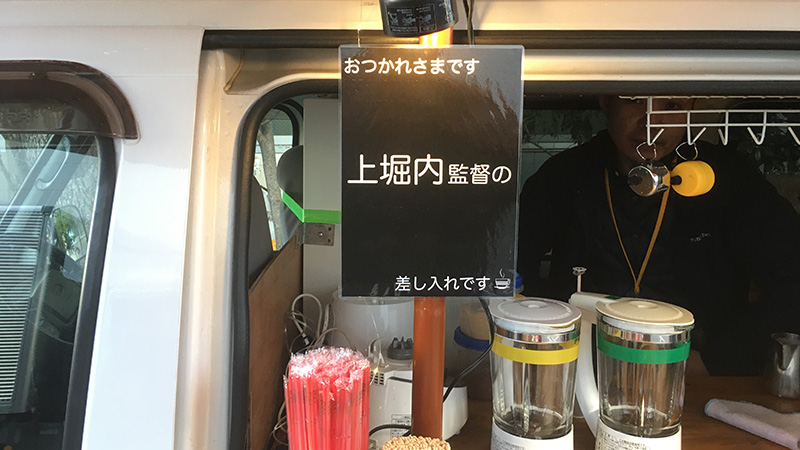 おつかれさまです
上堀内監督の
差し入れです